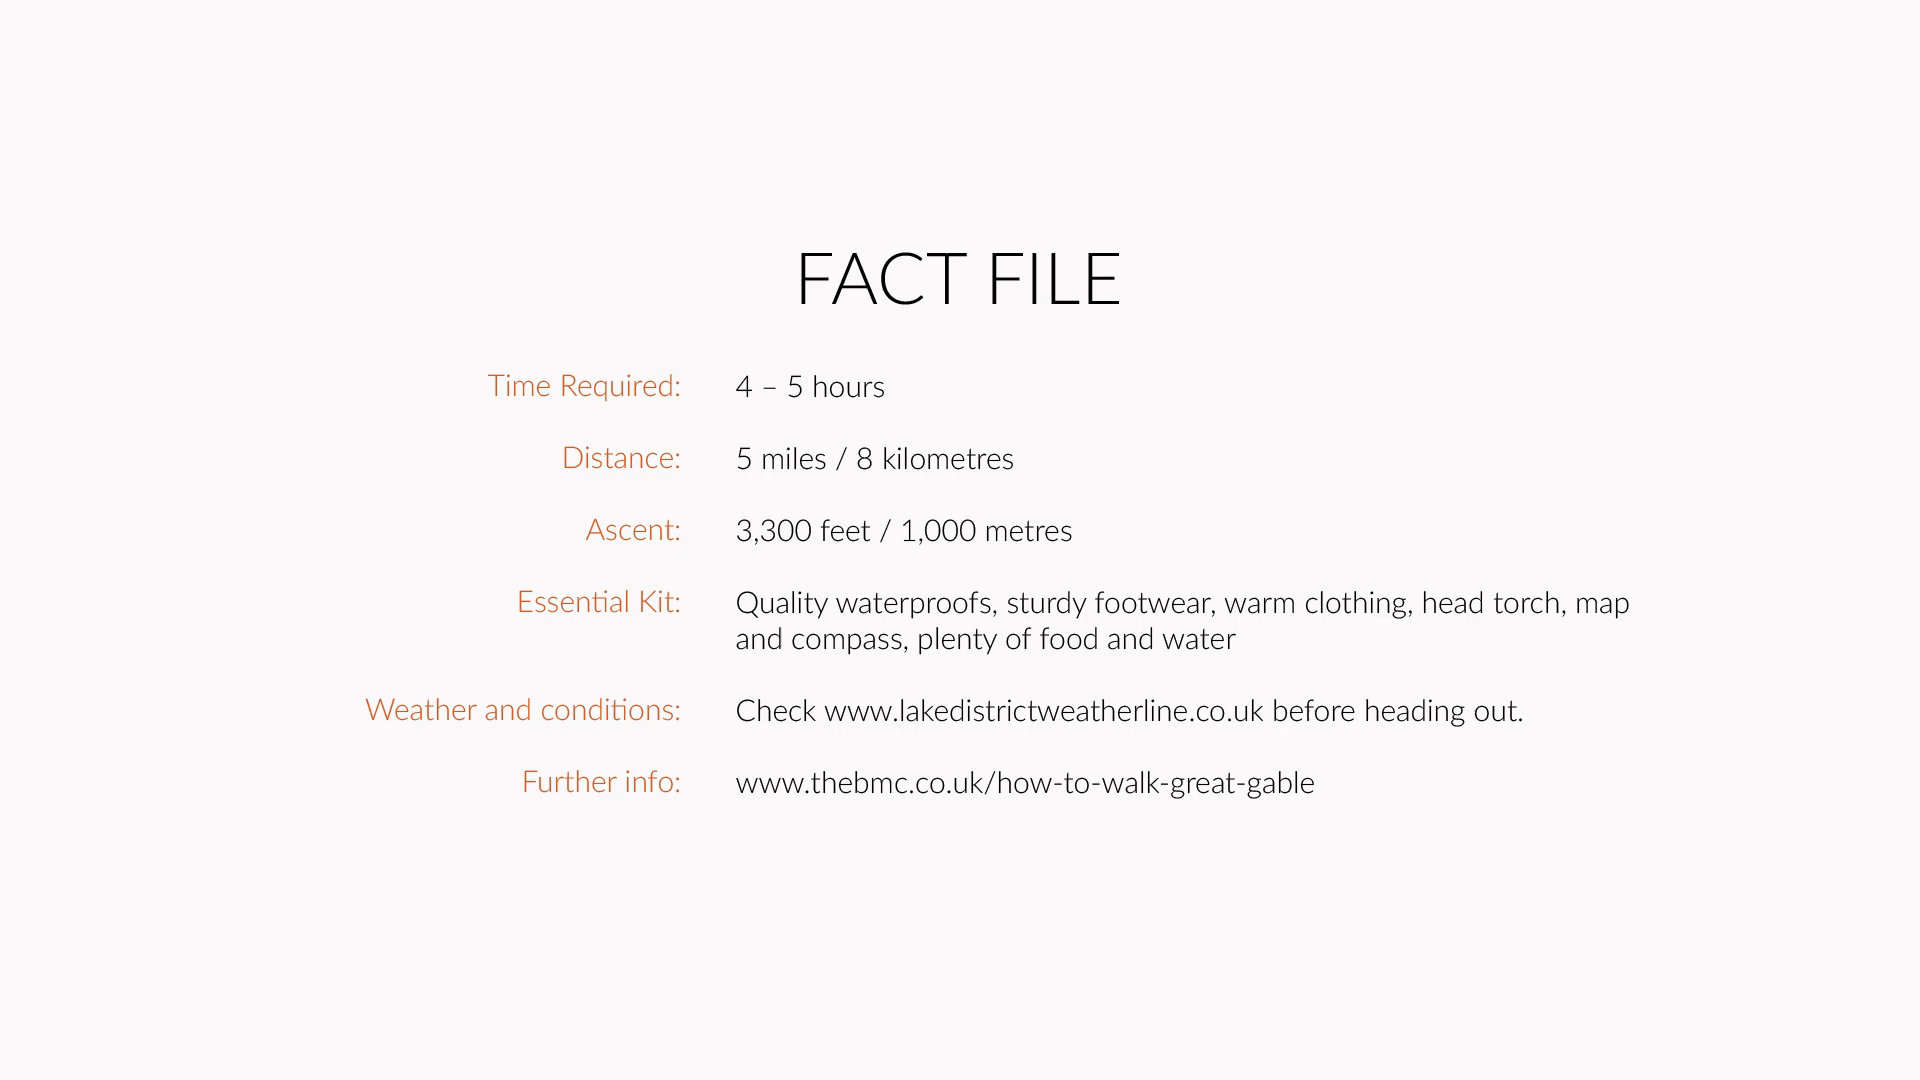 FACT FILE
Time Required: 4 – 5 hours
Distance: 5 miles / 8 kilometres
Ascent: 3,300 feet / 1,000 metres
Essential Kit: Quality waterproofs, sturdy footwear, warm clothing, head torch, map
and compass, plenty of food and water
Weather and conditions: Check www.lakedistrictweatherline.co.uk before heading out.
Further info: www.thebmc.co.uk/how-to-walk-great-gable